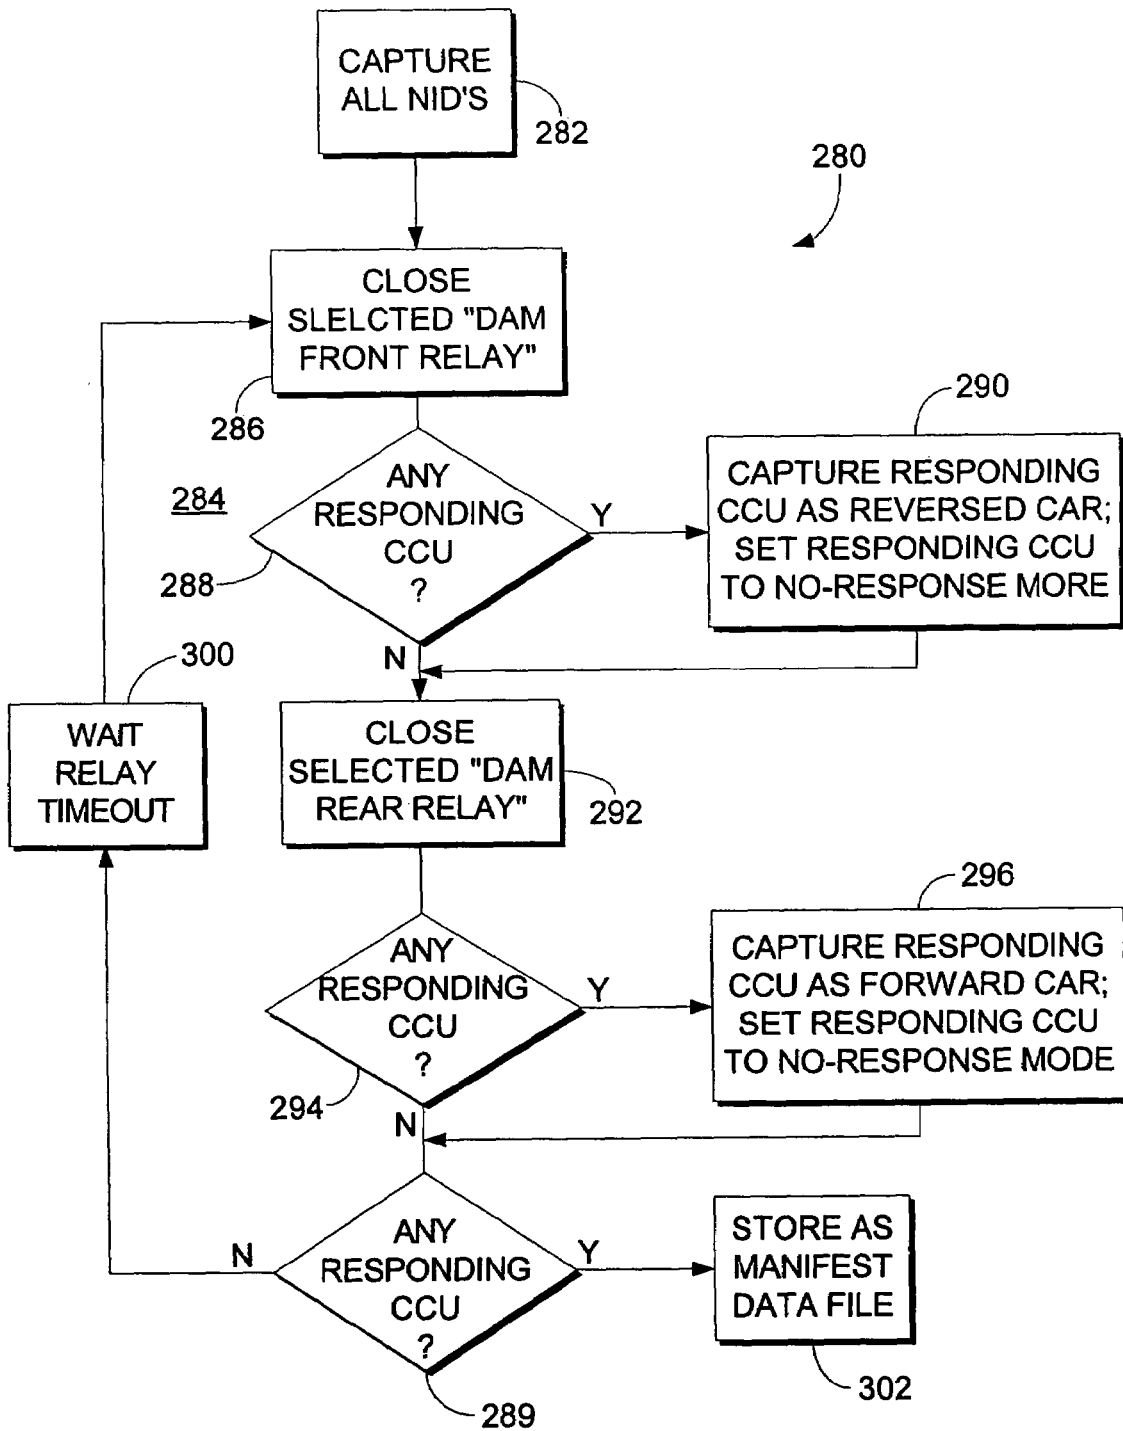 CAPTURE
ALL NID'S
282
280
CLOSE
SLELCTED "DAM
FRONT RELAY"
286
284
ANY
RESPONDING
CCU
?
288
Y
N
290
CAPTURE RESPONDING
CCU AS REVERSED CAR;
SET RESPONDING CCU
TO NO-RESPONSE MORE
300
WAIT
RELAY
TIMEOUT
CLOSE
SELECTED "DAM
REAR RELAY"
292
ANY
RESPONDING
CCU
?
294
Y
N
296
CAPTURE RESPONDING
CCU AS FORWARD CAR;
SET RESPONDING CCU
TO NO-RESPONSE MODE
ANY
RESPONDING
CCU
?
289
N
Y
STORE AS
MANIFEST
DATA FILE
302